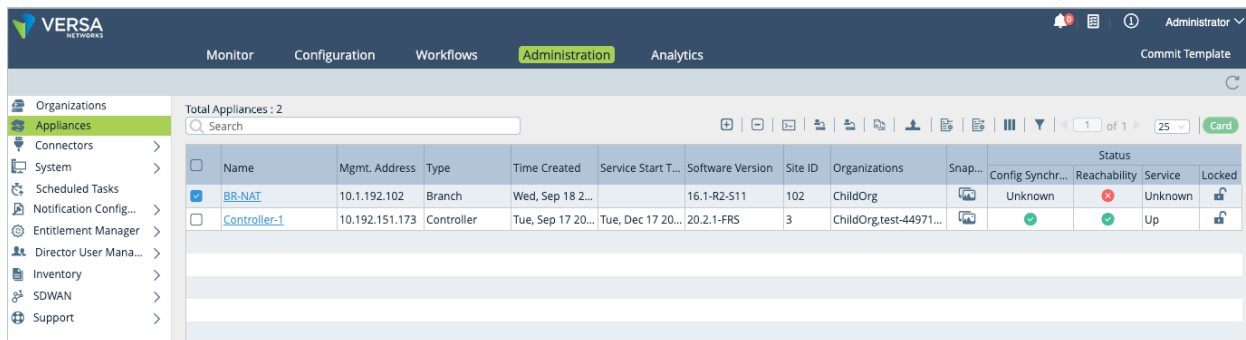 VERSA
NETWORKS
0
Administrator
Monitor Configuration Workflows Administration Analytics
Commit Template
Organizations
Appliances
Connectors
System
Scheduled Tasks
Notification Config...
Entitlement Manager
Director User Mana...
Inventory
SDWAN
Support
Total Appliances : 2
Search
1 of 1
25
Card
Status
Name Mgmt. Address Type Time Created Service Start T... Software Version Site ID Organizations Snap... Config Synchr... Reachability Service Locked
BR-NAT 10.1.192.102 Branch Wed, Sep 18 2... 16.1-R2-S11 102 ChildOrg Unknown Unknown
Controller-1 10.192.151.173 Controller Tue, Sep 17 20... Tue, Dec 17 20... 20.2.1-FRS 3 ChildOrg,test-44971... Up